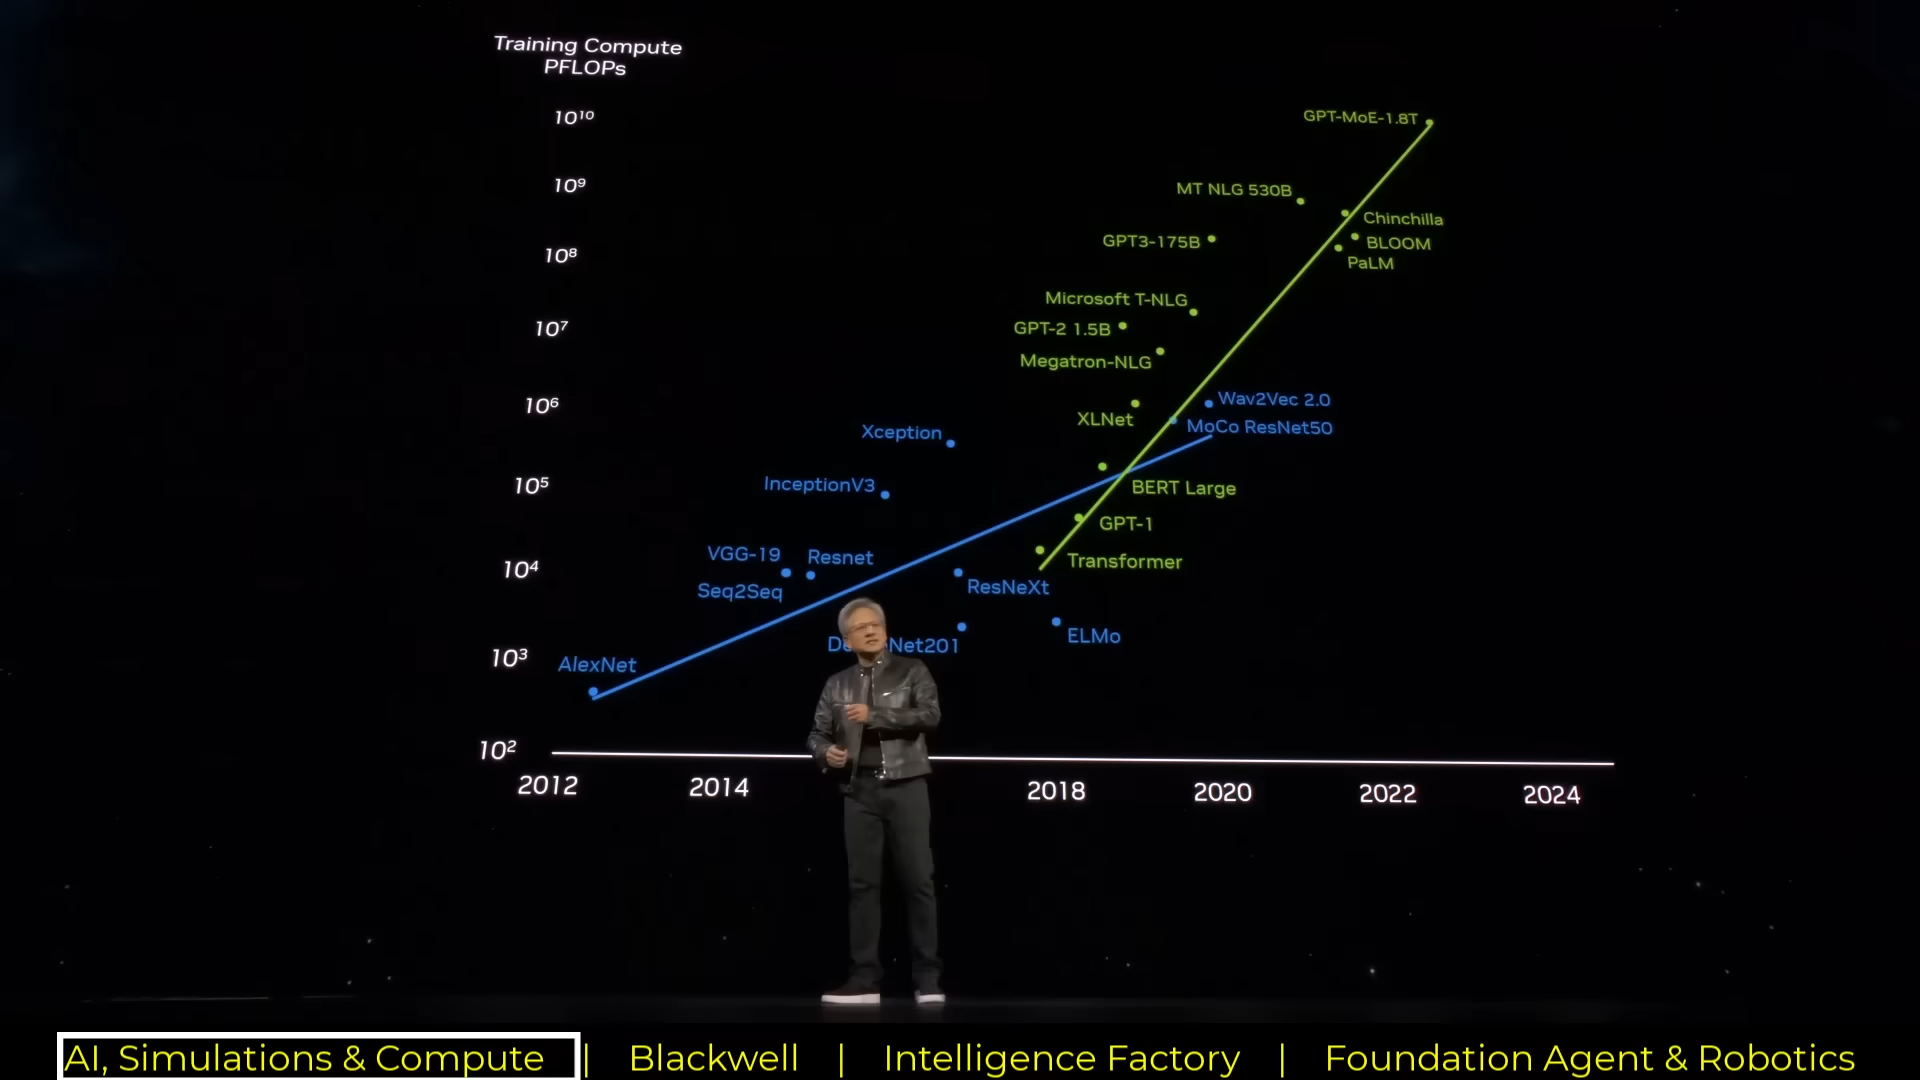 Training Compute
PFLOPs
10¹⁰
GPT-MoE-1.8T
10⁹
MT NLG 530B
Chinchilla
GPT3-175B
BLOOM
10⁸
PaLM
Microsoft T-NLG
10⁷
GPT-2 1.5B
Megatron-NLG
10⁶
Wav2Vec 2.0
XLNet
MoCo ResNet50
Xception
10⁵
InceptionV3
BERT Large
GPT-1
VGG-19
Resnet
Transformer
10⁴
Seq2Seq
ResNeXt
ELMo
Net201
10³
AlexNet
10²
2012 2014 2018 2020 2022 2024
AI, Simulations & Compute | Blackwell | Intelligence Factory | Foundation Agent & Robotics